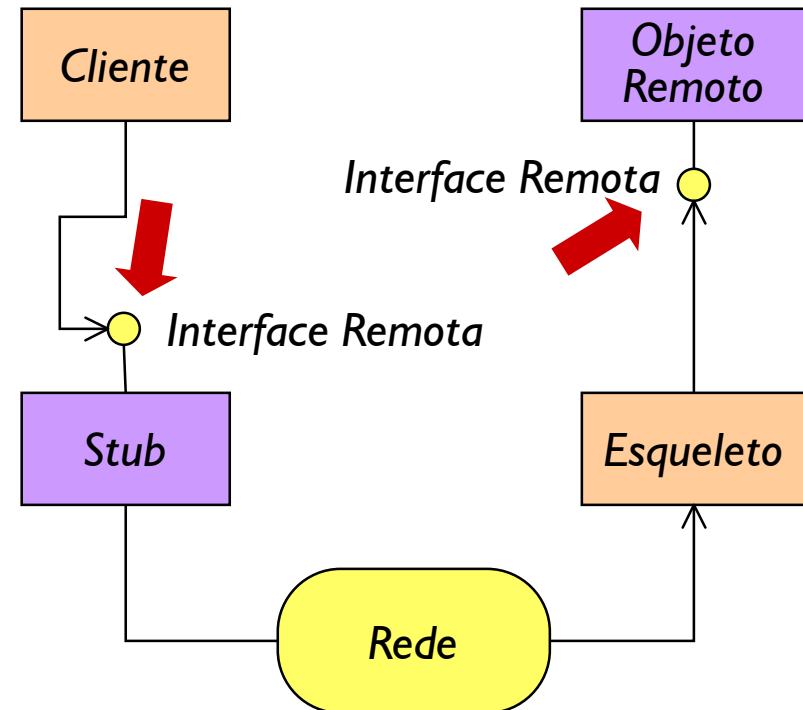 Cliente
Objeto
Remoto
Interface Remota
Interface Remota
Stub
Esqueleto
Rede